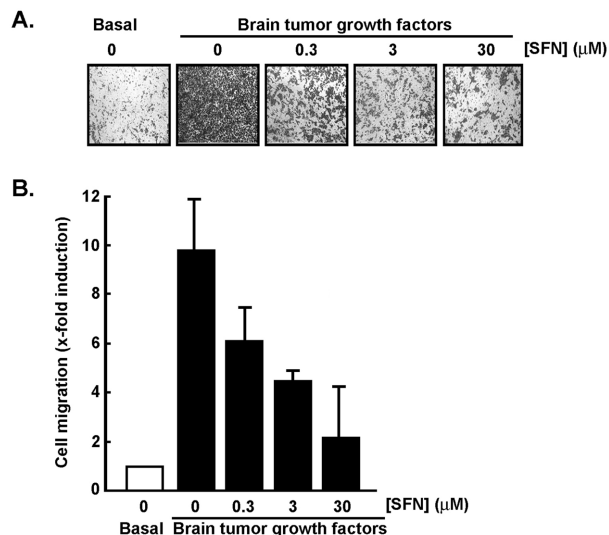 A.
Basal Brain tumor growth factors
0 0 0.3 3 30 [SFN] (μM)
B.
Cell migration (x-fold induction)
12
10
8
6
4
2
0
0 0 0.3 3 30 [SFN] (μM)
Basal Brain tumor growth factors